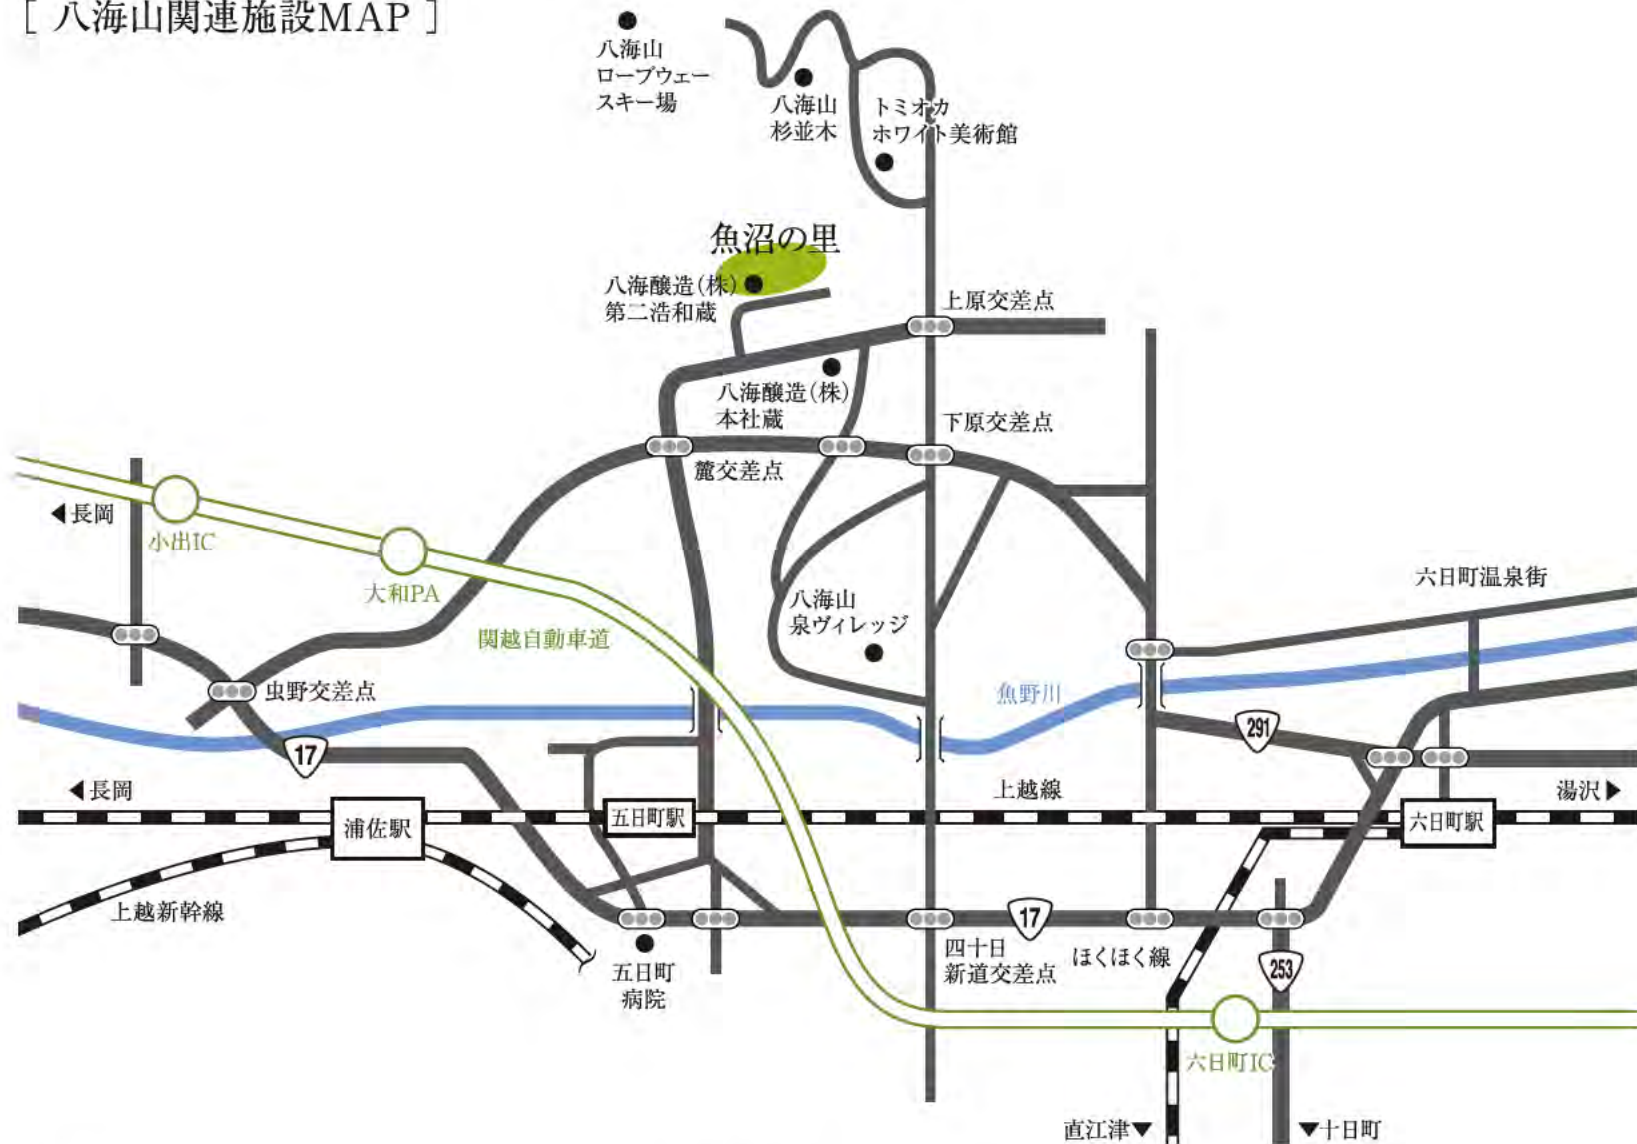 [ 八海山関連施設MAP ]
八海山
ロープウェー
スキー場
八海山
杉並木
トミオカ
ホワイト美術館
魚沼の里
八海醸造(株)
第二浩和蔵
上原交差点
八海醸造(株)
本社蔵
下原交差点
麓交差点
◀長岡
小出IC
大和PA
関越自動車道
八海山
泉ヴィレッジ
六日町温泉街
虫野交差点
魚野川
17
291
◀長岡
上越線
湯沢▶
浦佐駅
五日町駅
六日町駅
上越新幹線
17
五日町
病院
四十日
新道交差点
ほくほく線
253
六日町IC
直江津▼
▼十日町